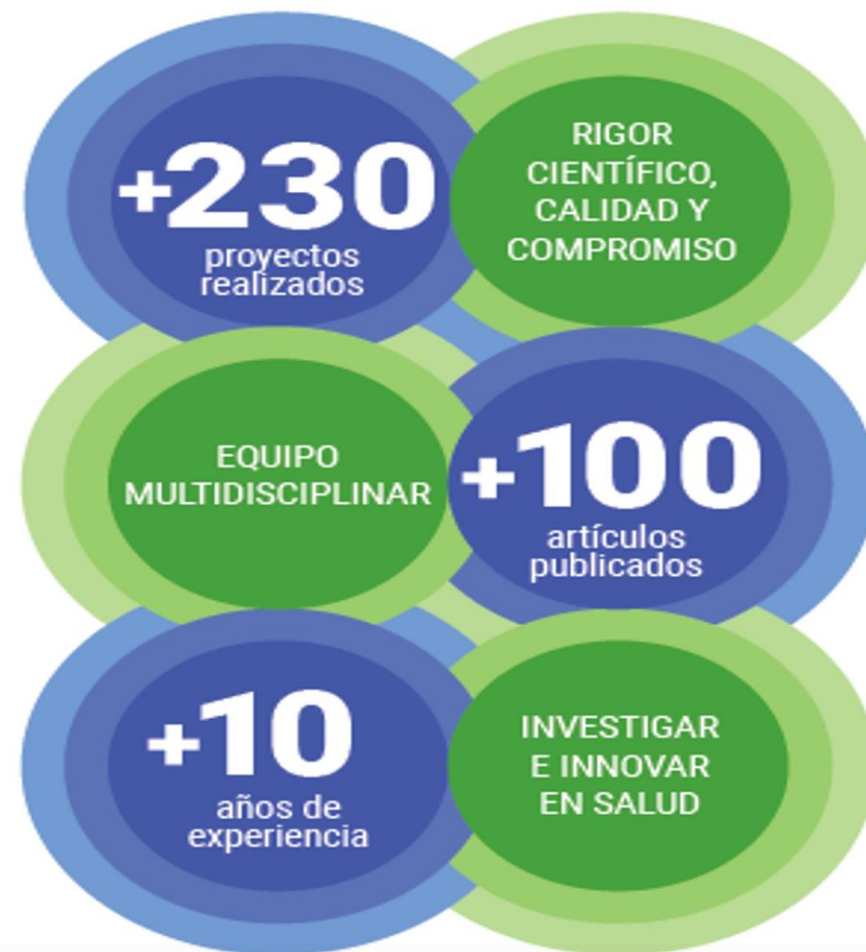 +230
proyectos
realizados
RIGOR
CIENTÍFICO,
CALIDAD Y
COMPROMISO
EQUIPO
MULTIDISCIPLINAR
+100
artículos
publicados
+10
años de
experiencia
INVESTIGAR
E INNOVAR
EN SALUD